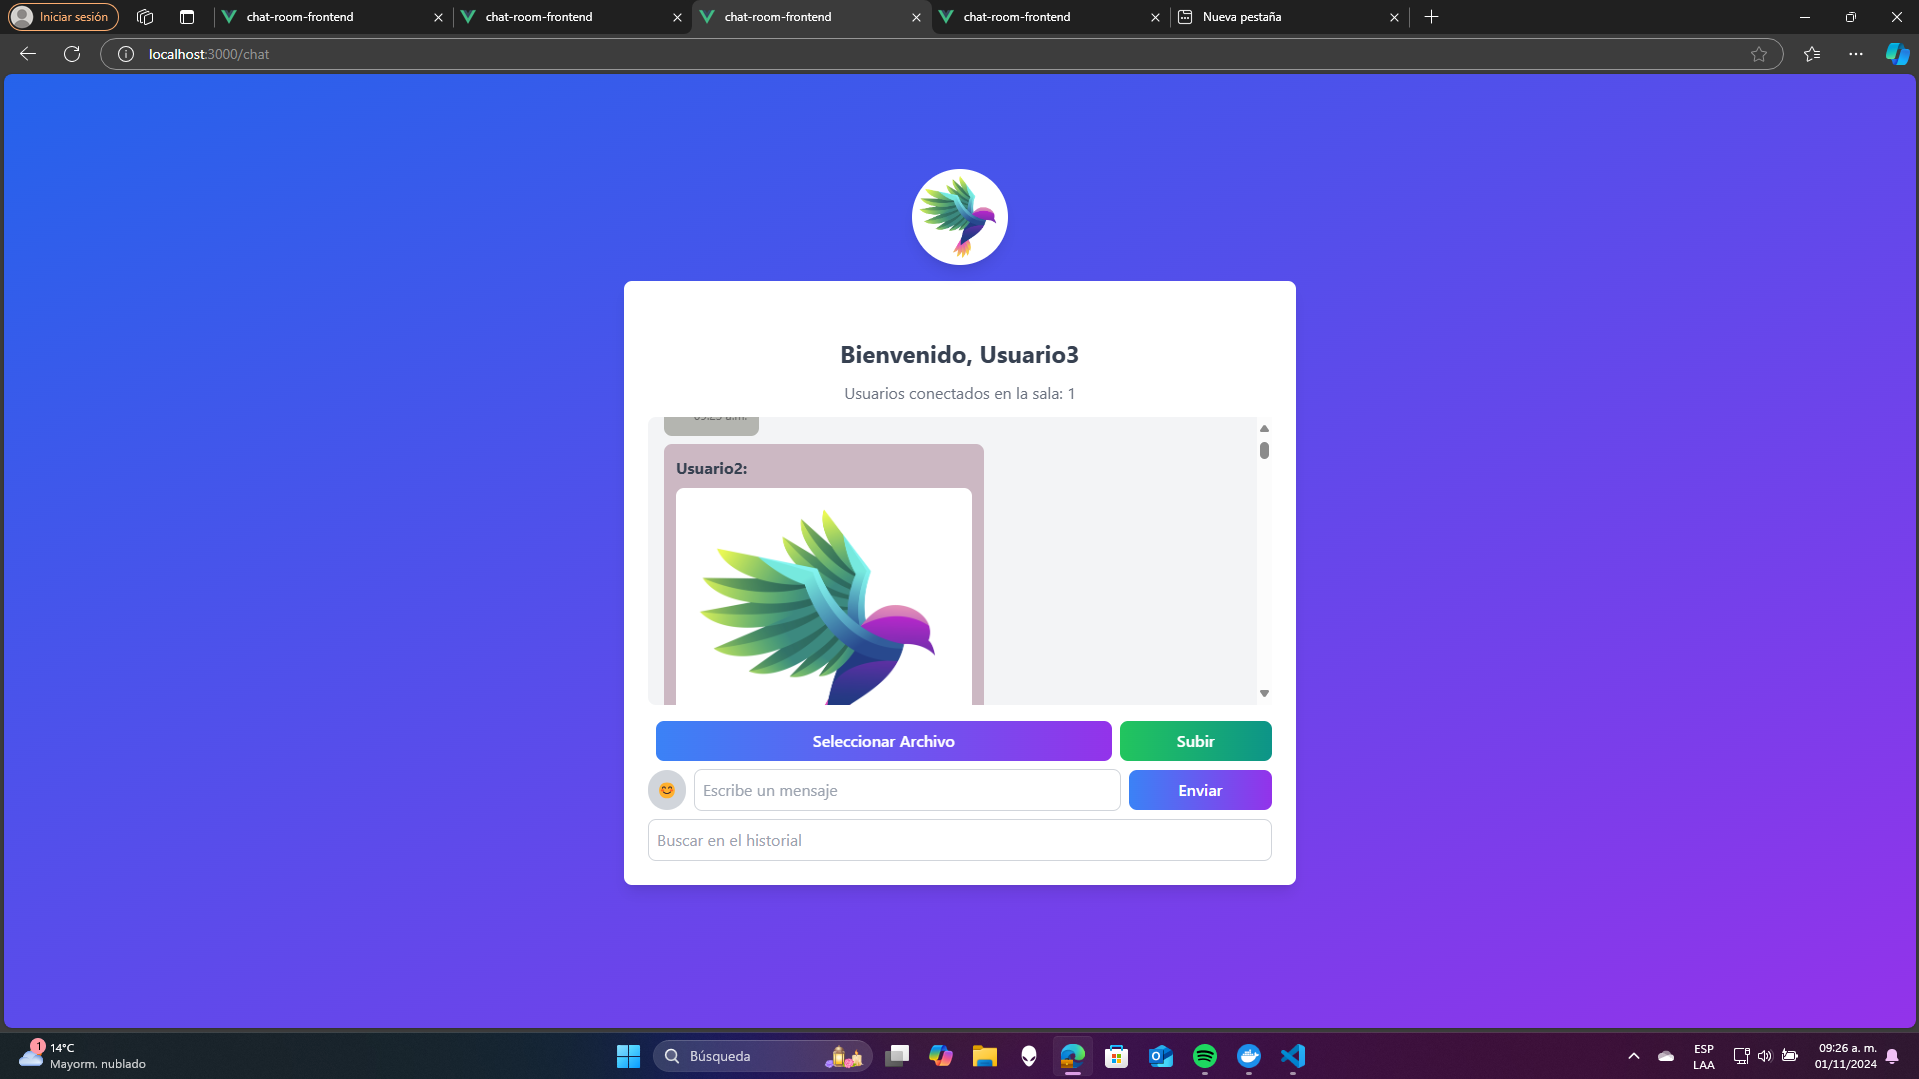 Iniciar sesión
chat-room-frontend
chat-room-frontend
chat-room-frontend
chat-room-frontend
Nueva pestaña
localhost:3000/chat
Bienvenido, Usuario3
Usuarios conectados en la sala: 1
Usuario2:
Seleccionar Archivo
Subir
Escribe un mensaje
Enviar
Buscar en el historial
1
14°C
Mayorm. nublado
Búsqueda
ESP
LAA
09:26 a. m.
01/11/2024